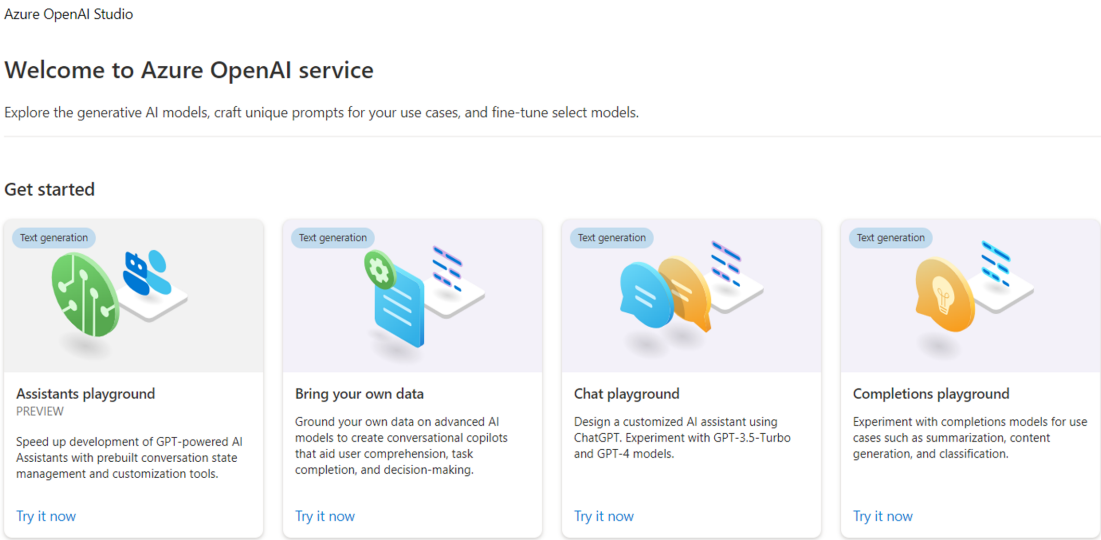 Azure OpenAI Studio
Welcome to Azure OpenAI service
Explore the generative AI models, craft unique prompts for your use cases, and fine-tune select models.
Get started
Text generation
Assistants playground
PREVIEW
Speed up development of GPT-powered AI
Assistants with prebuilt conversation state
management and customization tools.
Try it now
Text generation
Bring your own data
Ground your own data on advanced AI
models to create conversational copilots
that aid user comprehension, task
completion, and decision-making.
Try it now
Text generation
Chat playground
Design a customized AI assistant using
ChatGPT. Experiment with GPT-3.5-Turbo
and GPT-4 models.
Try it now
Text generation
Completions playground
Experiment with completions models for use
cases such as summarization, content
generation, and classification.
Try it now